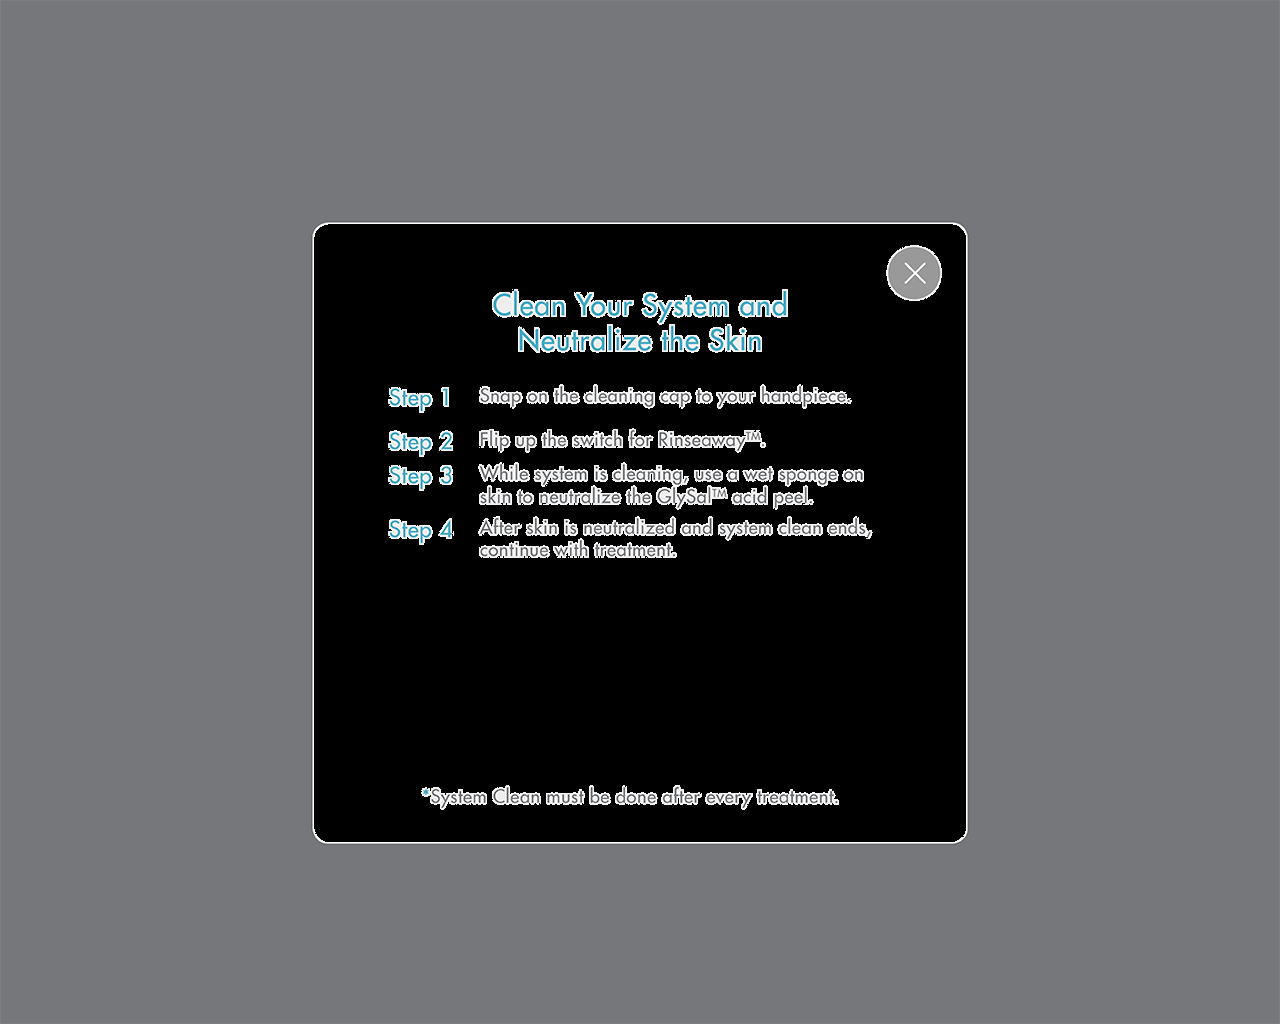 Clean Your System and
Neutralize the Skin
Step 1 Snap on the cleaning cap to your handpiece.
Step 2 Flip up the switch for Rinseaway™.
Step 3 While system is cleaning, use a wet sponge on
skin to neutralize the GlySal™ acid peel.
Step 4 After skin is neutralized and system clean ends,
continue with treatment.
*System Clean must be done after every treatment.